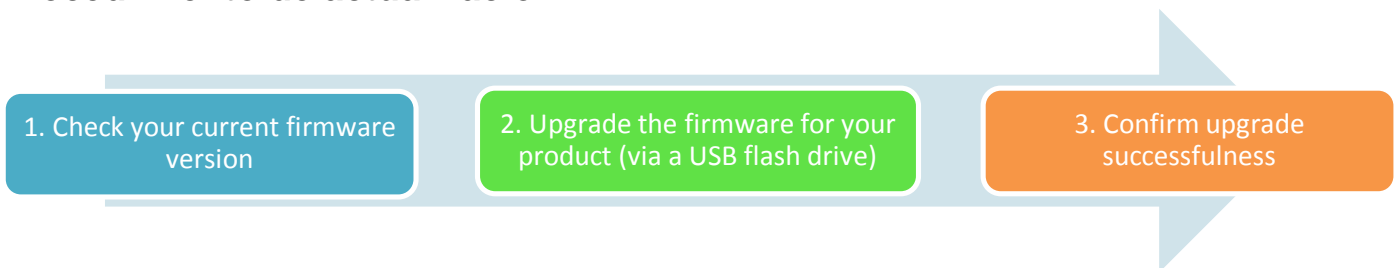 1. Check your current firmware
version
2. Upgrade the firmware for your
product (via a USB flash drive)
3. Confirm upgrade
successfulness